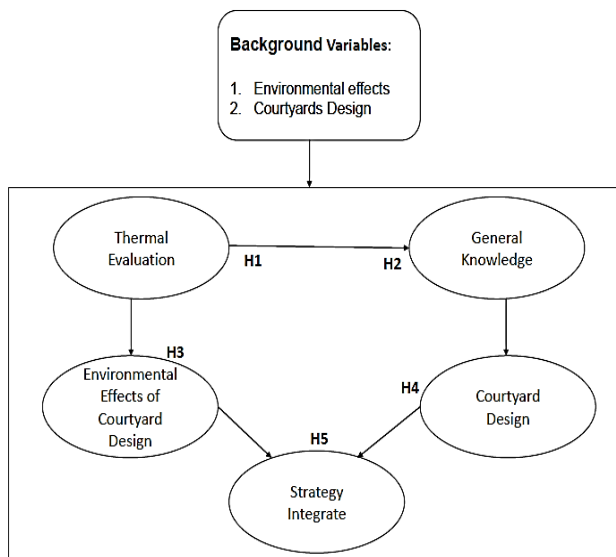 Background Variables:
1. Environmental effects
2. Courtyards Design
Thermal
Evaluation
General
Knowledge
H1
H2
H3
Environmental
Effects of
Courtyard
Design
H4
Courtyard
Design
H5
Strategy
Integrate